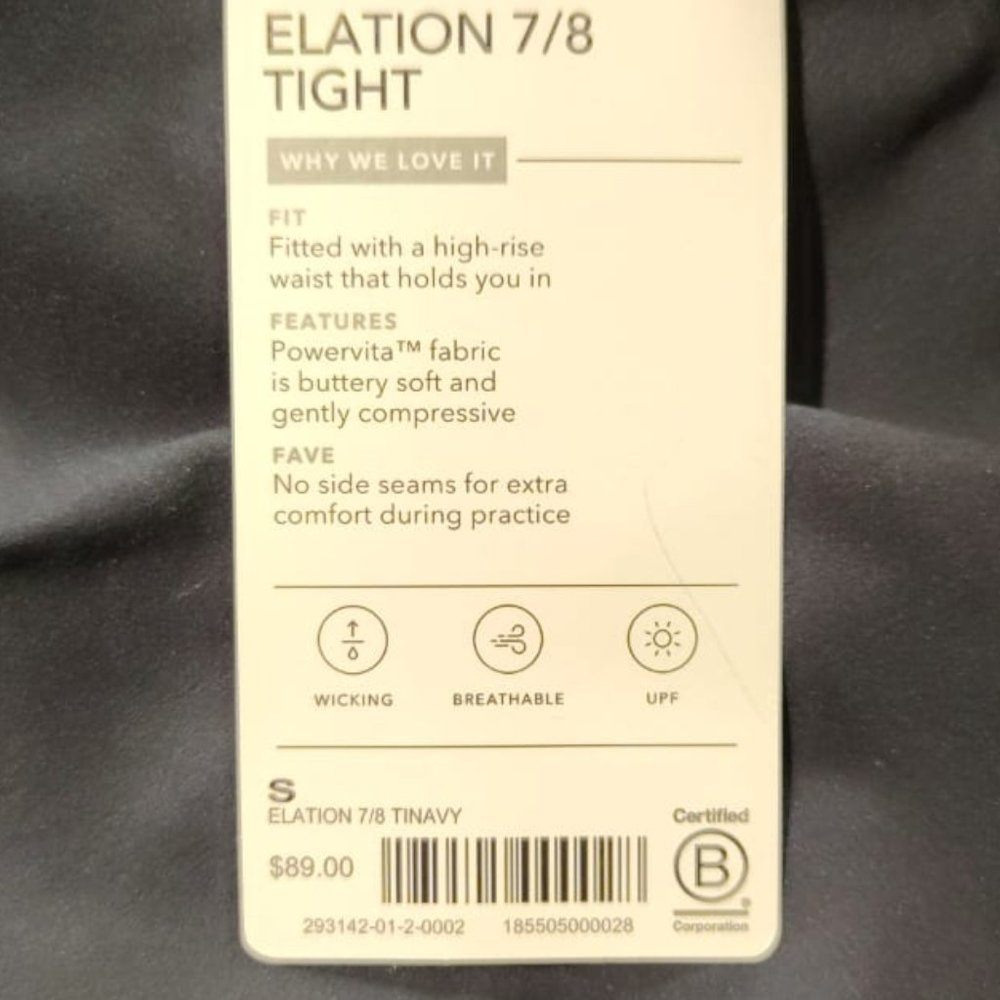 ELATION 7/8
TIGHT
WHY WE LOVE IT
FIT
Fitted with a high-rise
waist that holds you in
FEATURES
Powervita™ fabric
is buttery soft and
gently compressive
FAVE
No side seams for extra
comfort during practice
WICKING BREATHABLE UPF
S
ELATION 7/8 TINAVY
$89.00
293142-01-2-0002 185505000028
Certified
B
Corporation